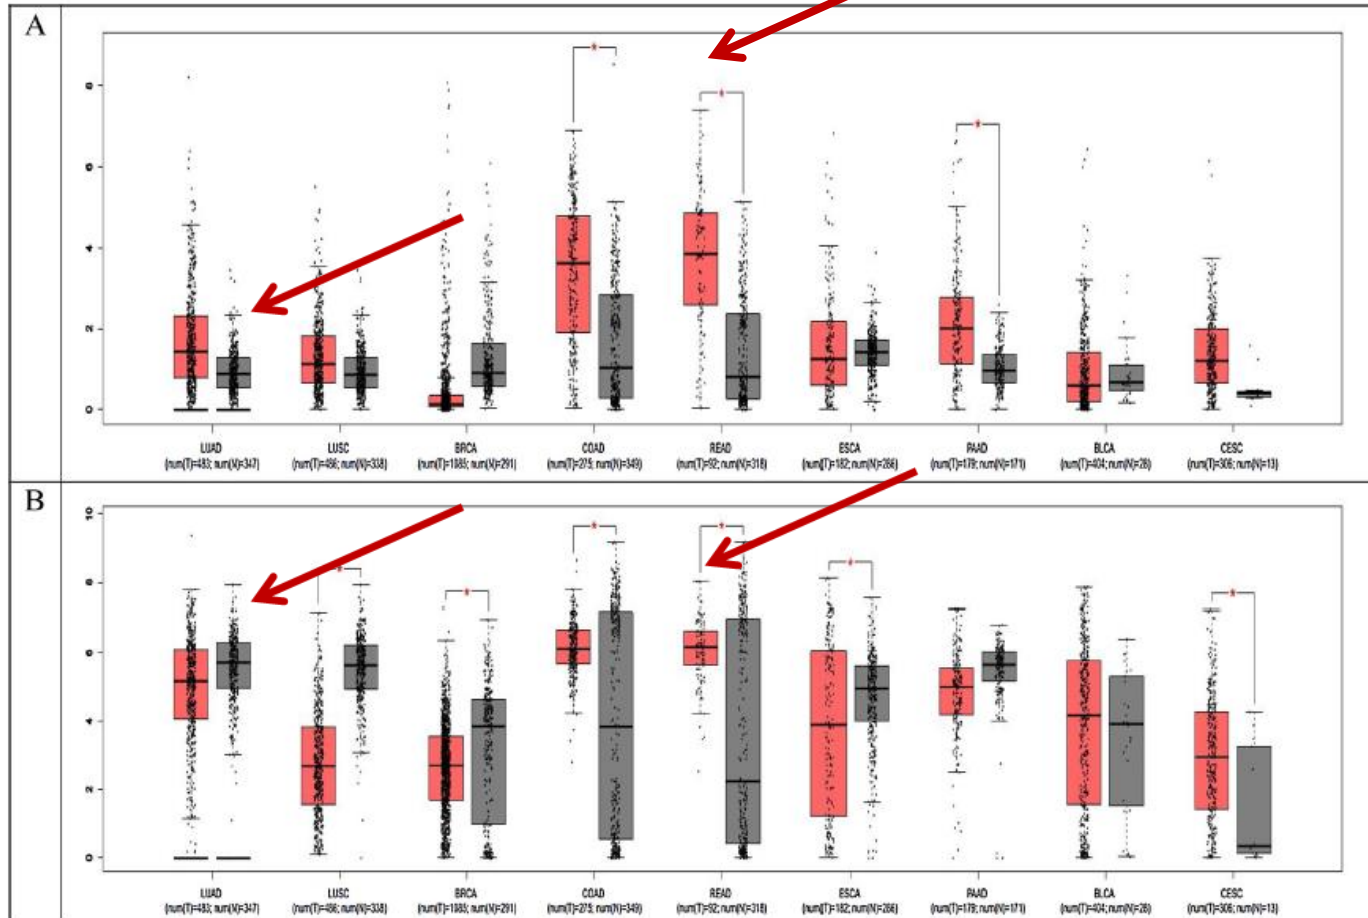 A
*
*
*
8
6
4
2
0
LUAD
(num(T)=483; num(N)=347)
LUSC
(num(T)=486; num(N)=338)
BRCA
(num(T)=1085; num(N)=291)
COAD
(num(T)=275; num(N)=349)
READ
(num(T)=92; num(N)=318)
ESCA
(num(T)=182; num(N)=286)
PAAD
(num(T)=179; num(N)=171)
BLCA
(num(T)=404; num(N)=28)
CESC
(num(T)=306; num(N)=13)
B
*
*
*
*
*
*
10
8
6
4
2
0
LUAD
(num(T)=483; num(N)=347)
LUSC
(num(T)=486; num(N)=338)
BRCA
(num(T)=1085; num(N)=291)
COAD
(num(T)=275; num(N)=349)
READ
(num(T)=92; num(N)=318)
ESCA
(num(T)=182; num(N)=286)
PAAD
(num(T)=179; num(N)=171)
BLCA
(num(T)=404; num(N)=28)
CESC
(num(T)=306; num(N)=13)